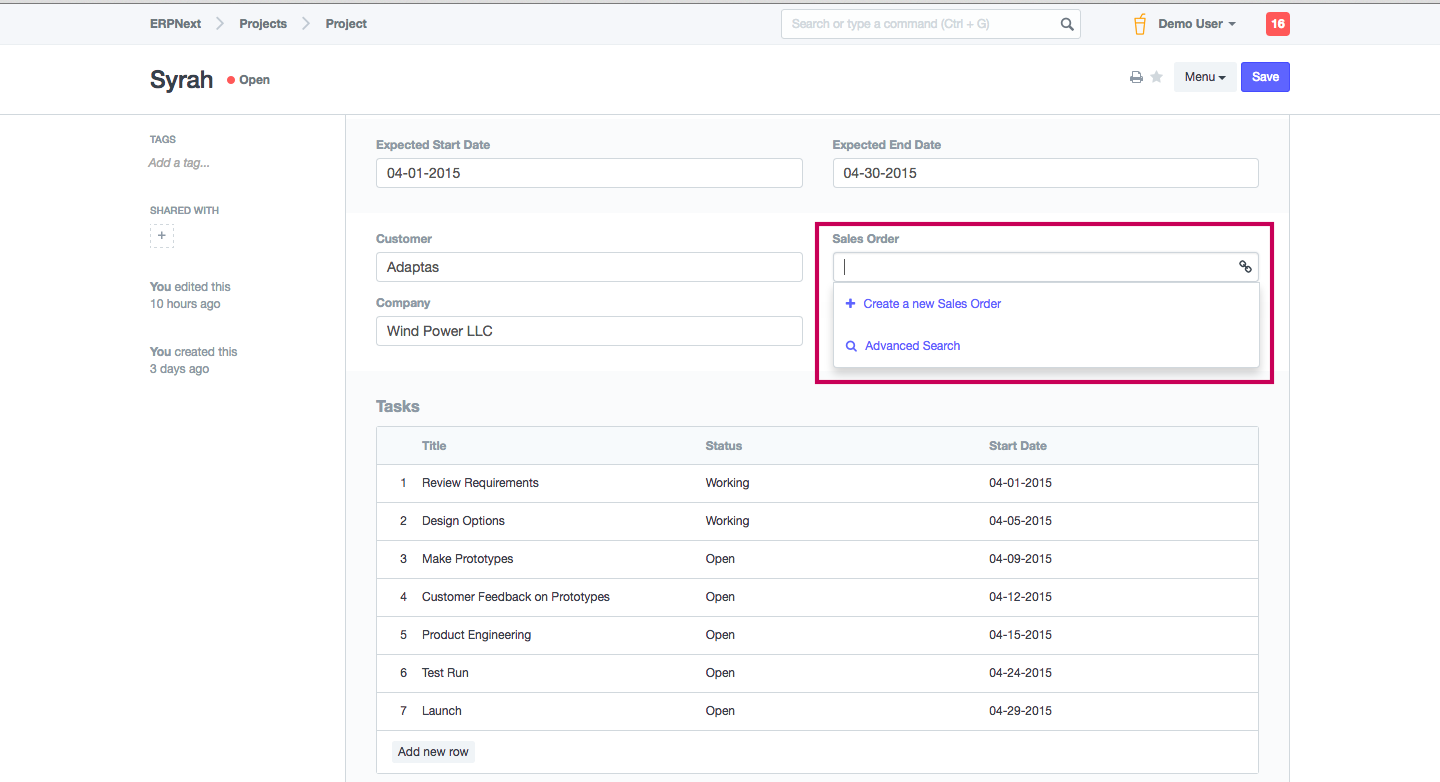 ERPNext Projects Project Search or type a command (Ctrl + G) Demo User 16
Syrah Open Menu Save
TAGS
Add a tag...
SHARED WITH
+
You edited this
10 hours ago
You created this
3 days ago
Expected Start Date Expected End Date
04-01-2015 04-30-2015
Customer
Adaptas
Company
Wind Power LLC
Sales Order
Create a new Sales Order
Advanced Search
Tasks
Title Status Start Date
1 Review Requirements Working 04-01-2015
2 Design Options Working 04-05-2015
3 Make Prototypes Open 04-09-2015
4 Customer Feedback on Prototypes Open 04-12-2015
5 Product Engineering Open 04-15-2015
6 Test Run Open 04-24-2015
7 Launch Open 04-29-2015
Add new row